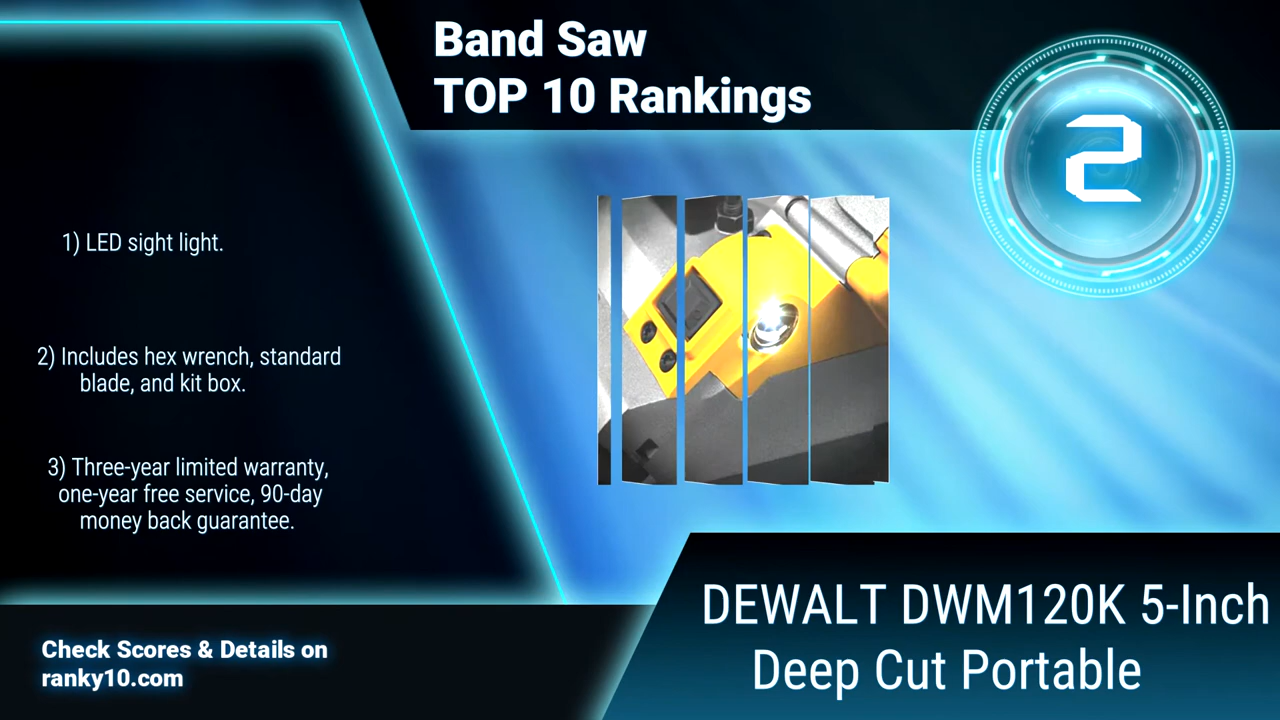 Band Saw
TOP 10 Rankings
2
1) LED sight light.
2) Includes hex wrench, standard
blade, and kit box.
3) Three-year limited warranty,
one-year free service, 90-day
money back guarantee.
DEWALT DWM120K 5-Inch
Deep Cut Portable
Check Scores & Details on
ranky10.com